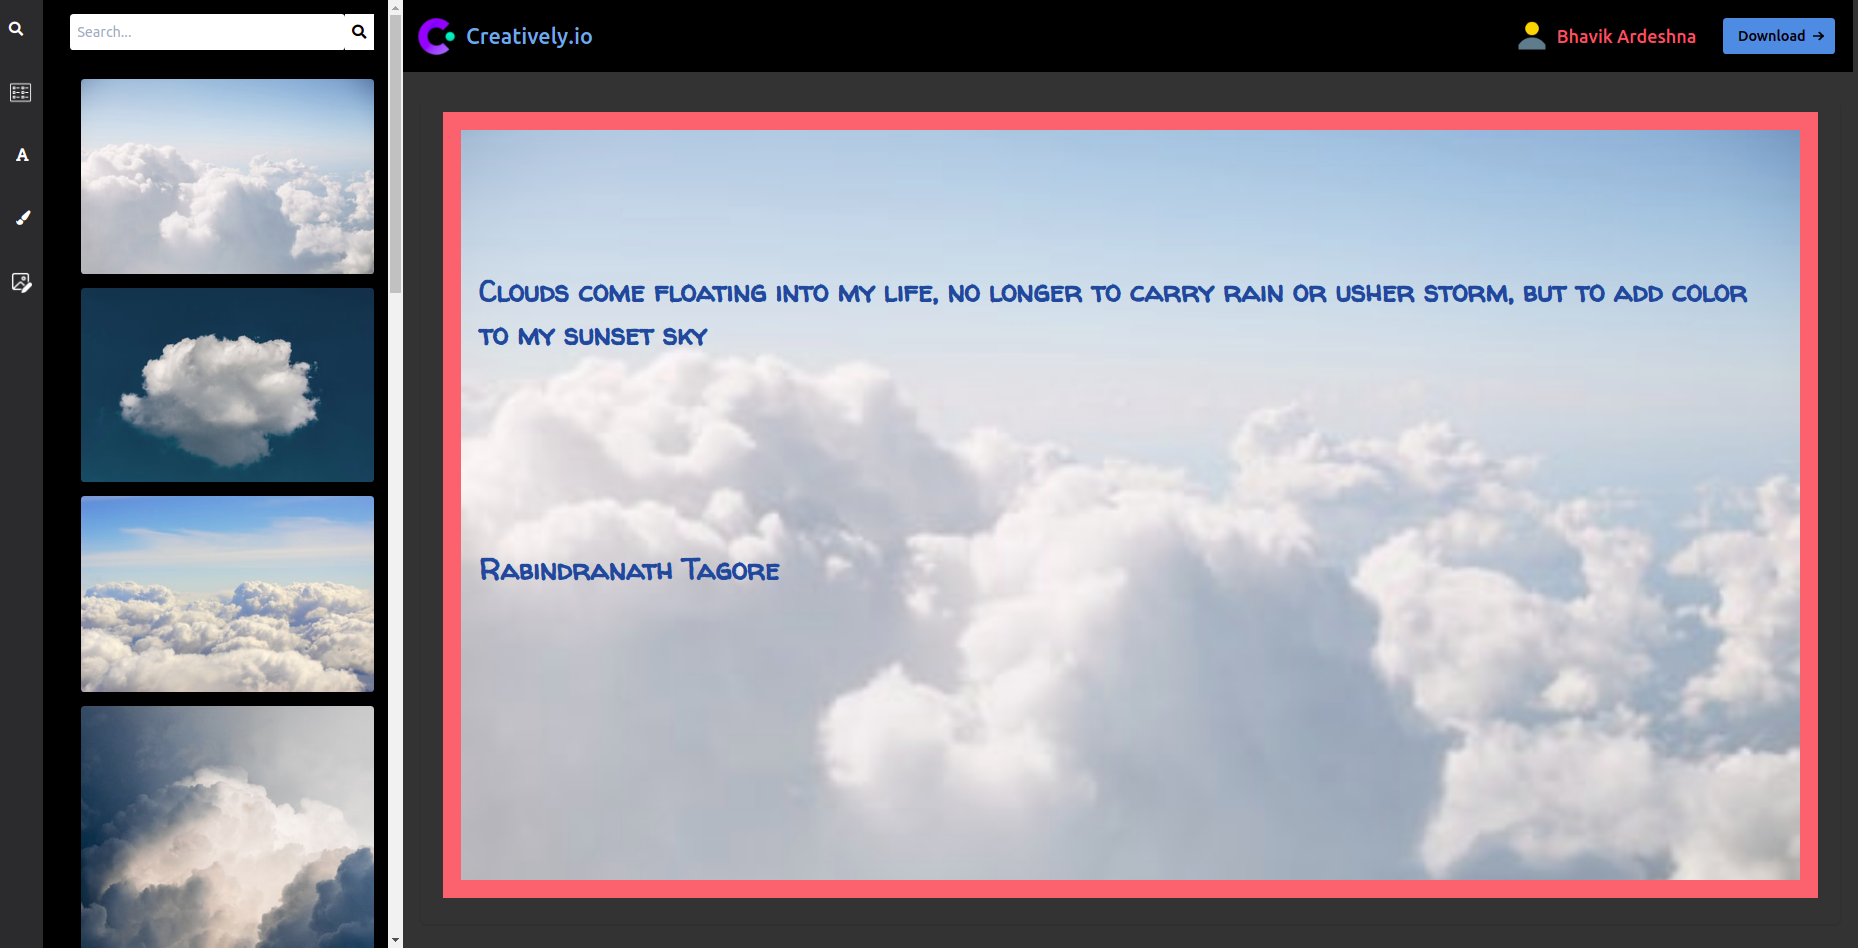 Search...
Creatively.io
Bhavik Ardeshna
Download
A
Clouds come floating into my life, no longer to carry rain or usher storm, but to add color
to my sunset sky
Rabindranath Tagore